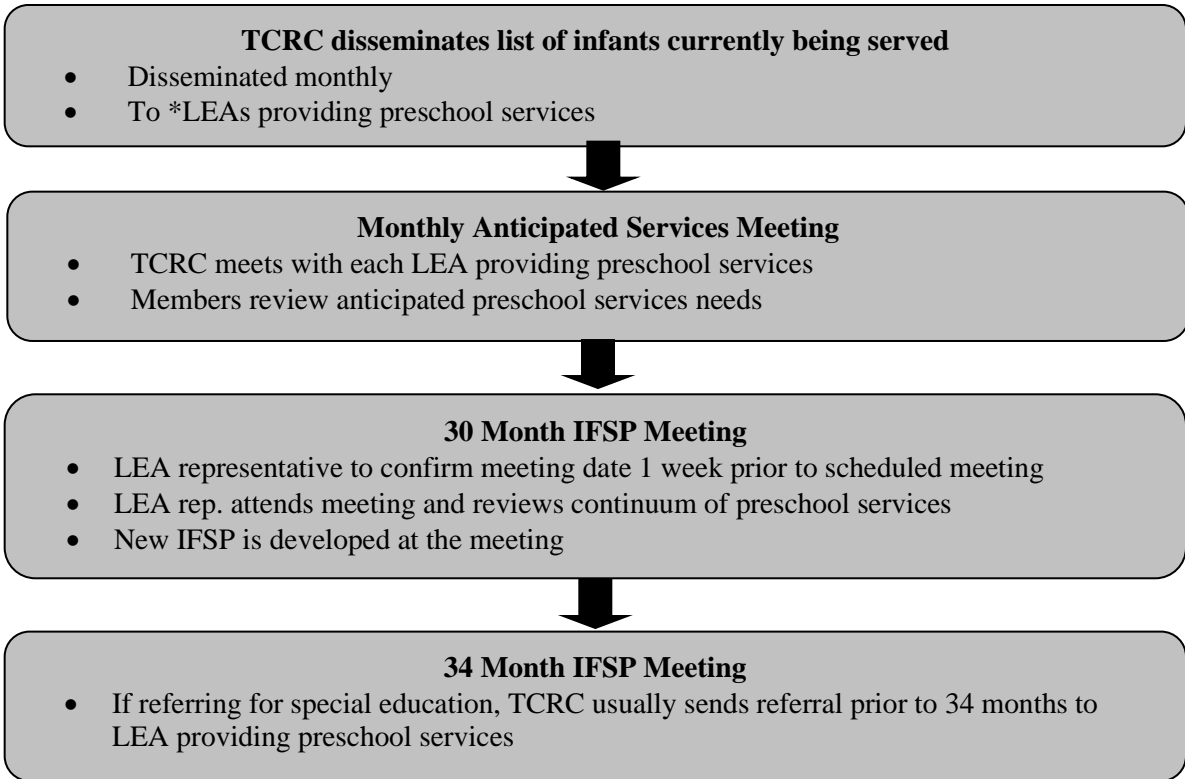 TCRC disseminates list of infants currently being served
• Disseminated monthly
• To *LEAs providing preschool services
Monthly Anticipated Services Meeting
• TCRC meets with each LEA providing preschool services
• Members review anticipated preschool services needs
30 Month IFSP Meeting
• LEA representative to confirm meeting date 1 week prior to scheduled meeting
• LEA rep. attends meeting and reviews continuum of preschool services
• New IFSP is developed at the meeting
34 Month IFSP Meeting
• If referring for special education, TCRC usually sends referral prior to 34 months to
LEA providing preschool services